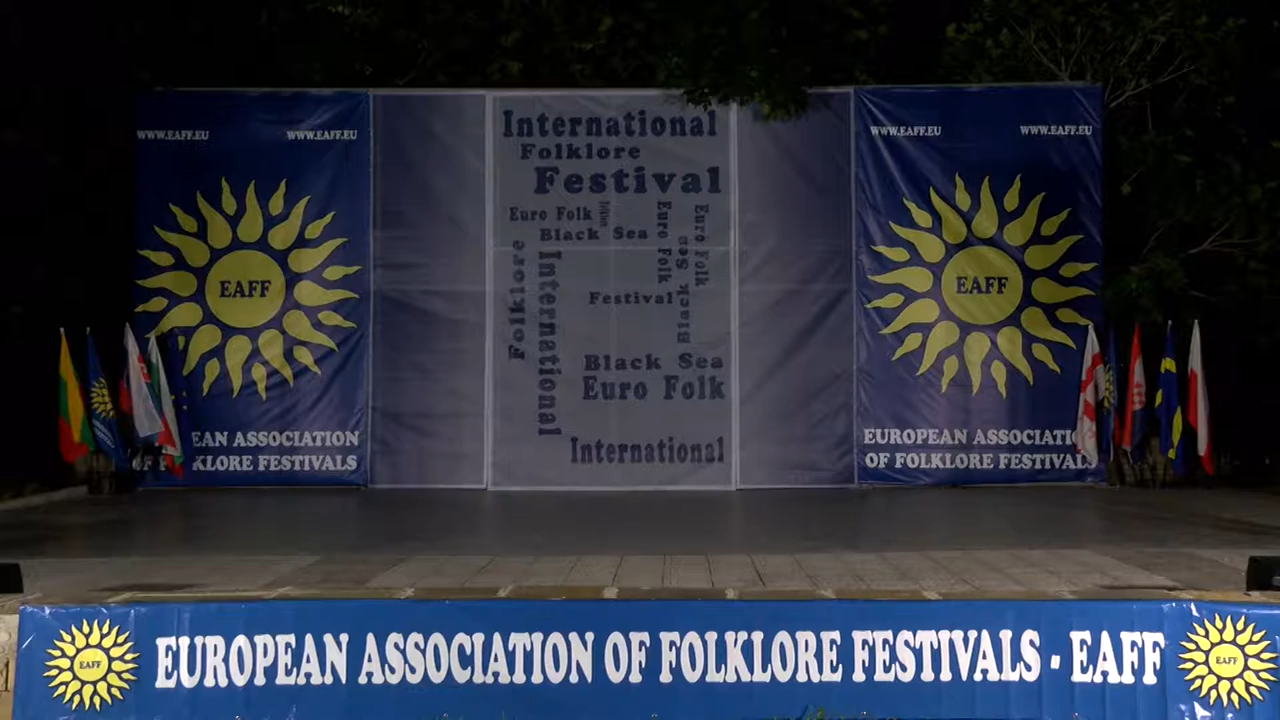 WWW.EAFF.EU
WWW.EAFF.EU
EAFF
EAN ASSOCIATION
OF FOLKLORE FESTIVALS
International
Folklore
Festival
Euro Folk
Black Sea
Folklore
International
Euro Folk
Black Sea
Euro Folk
Festival
Black Sea
Euro Folk
International
WWW.EAFF.EU
WWW.EAFF.EU
EAFF
EUROPEAN ASSOCIATIO
OF FOLKLORE FESTIVALS
EAFF
EUROPEAN ASSOCIATION OF FOLKLORE FESTIVALS - EAFF
EAFF